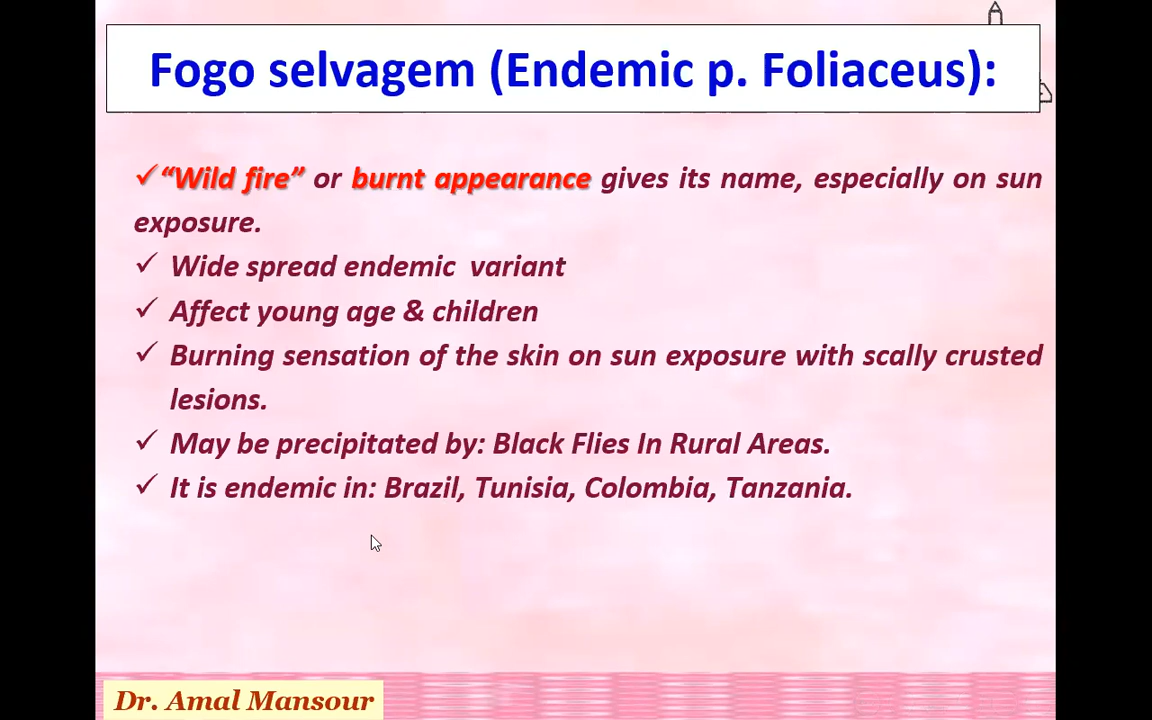 Fogo selvagem (Endemic p. Foliaceus):
✓“Wild fire” or burnt appearance gives its name, especially on sun
exposure.
✓ Wide spread endemic variant
✓ Affect young age & children
✓ Burning sensation of the skin on sun exposure with scally crusted
lesions.
✓ May be precipitated by: Black Flies In Rural Areas.
✓ It is endemic in: Brazil, Tunisia, Colombia, Tanzania.
Dr. Amal Mansour